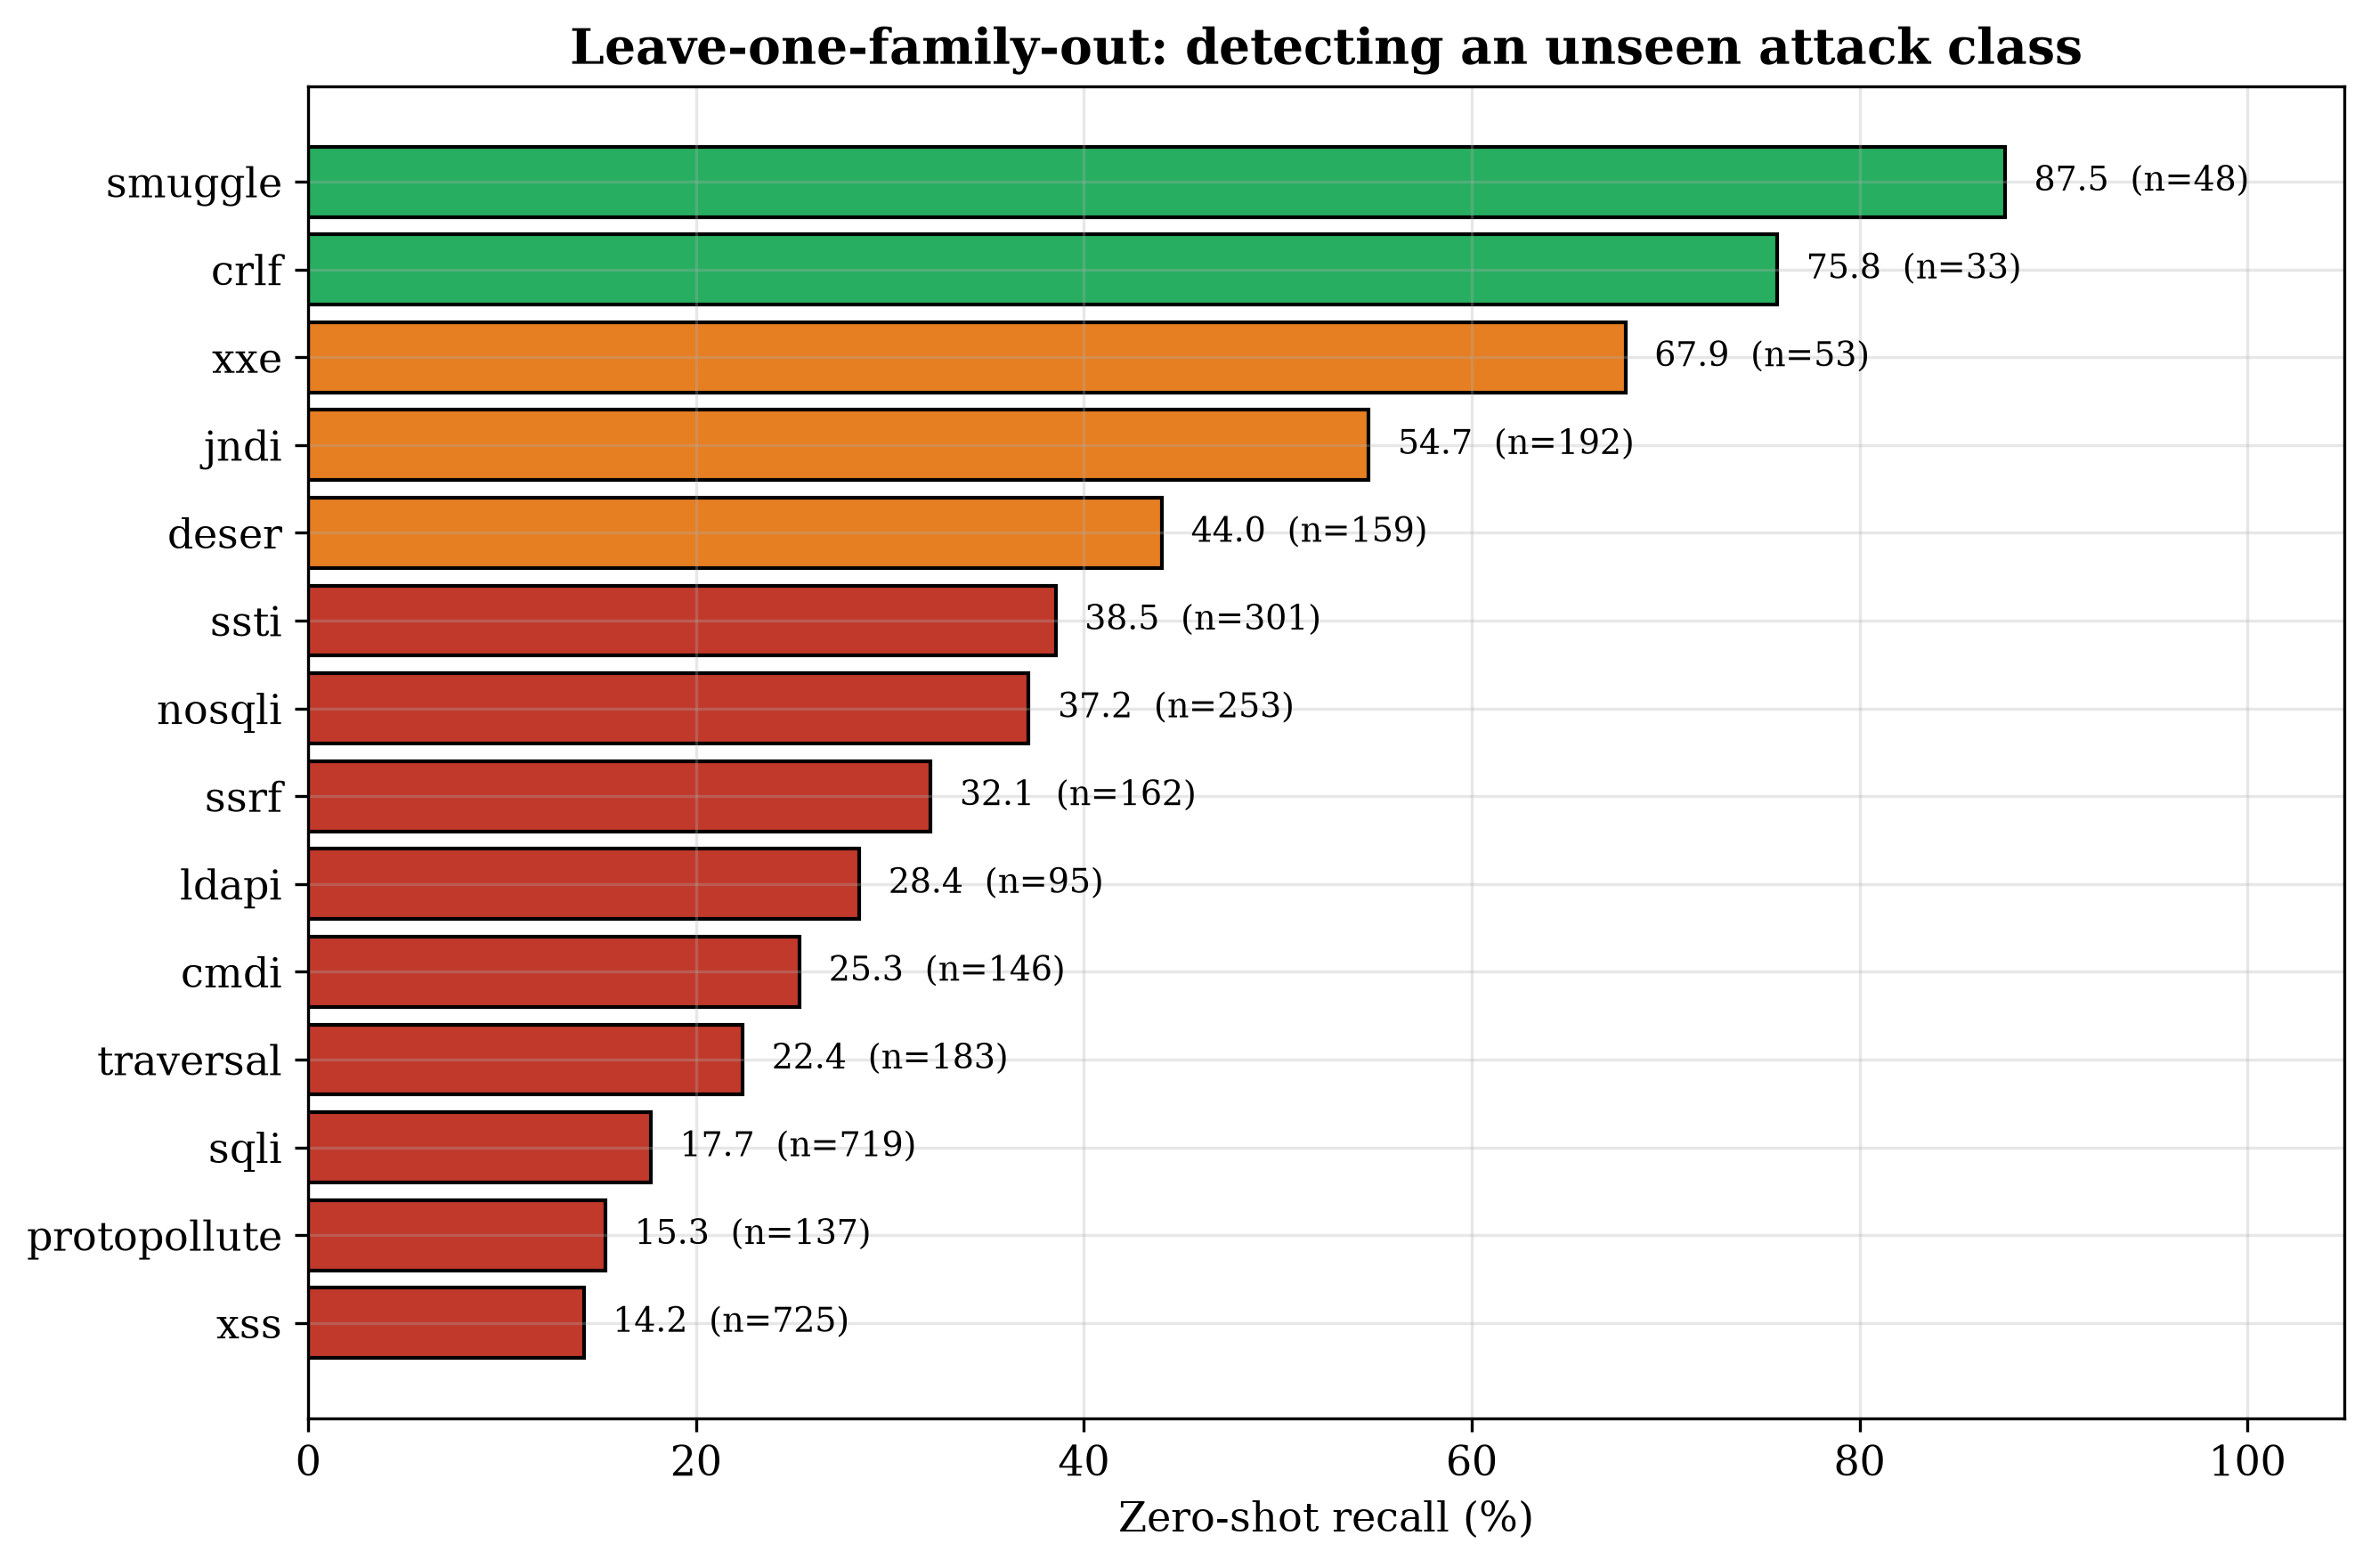 Leave-one-family-out: detecting an unseen attack class
smuggle 87.5 (n=48)
crlf 75.8 (n=33)
xxe 67.9 (n=53)
jndi 54.7 (n=192)
deser 44.0 (n=159)
ssti 38.5 (n=301)
nosqli 37.2 (n=253)
ssrf 32.1 (n=162)
ldapi 28.4 (n=95)
cmdi 25.3 (n=146)
traversal 22.4 (n=183)
sqli 17.7 (n=719)
protopollute 15.3 (n=137)
xss 14.2 (n=725)
0 20 40 60 80 100
Zero-shot recall (%)